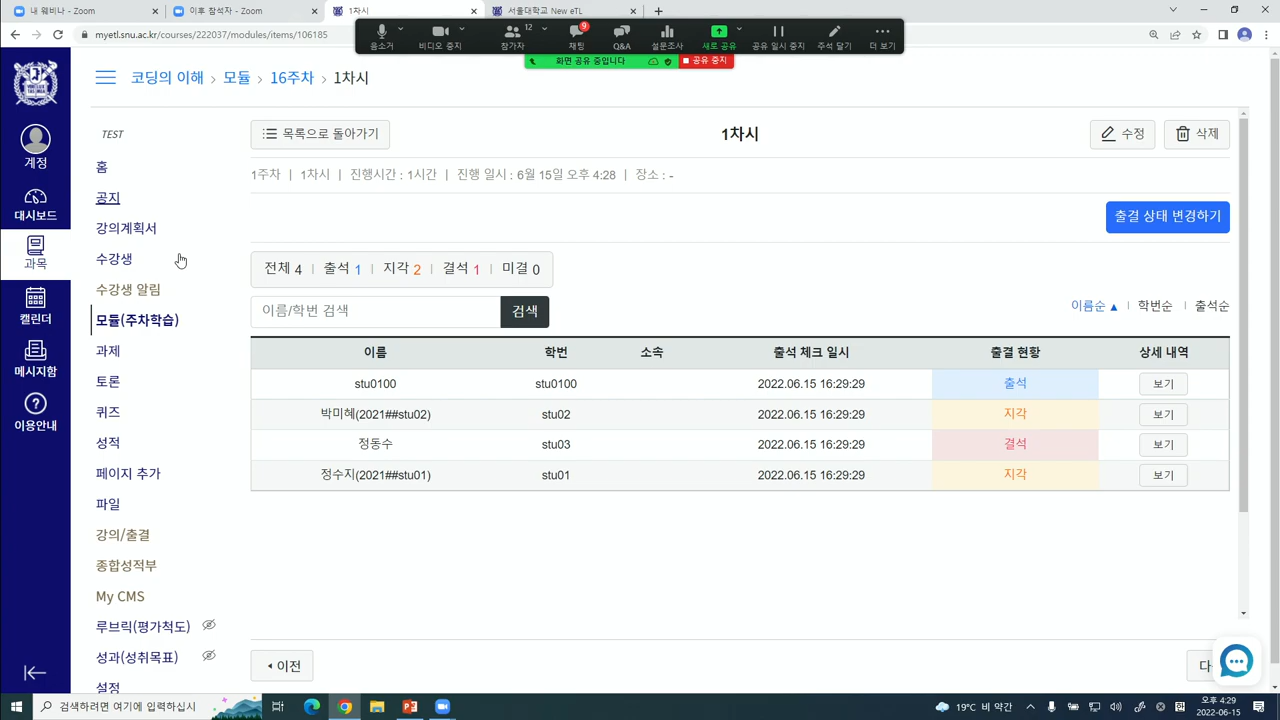 내 웨비나 - Zoom
이후 참석자 - Zoom
1차시
서울대학교 New eTL
myetl.snu.ac.kr/courses/222037/modules/items/106185
음소거
비디오 중지
12
참가자
9
채팅
Q&A
설문조사
새로 공유
공유 일시 중지
주석 달기
더 보기
화면 공유 중입니다
공유 중지
계정
대시보드
과목
캘린더
메시지함
이용안내
코딩의 이해 › 모듈 › 16주차 › 1차시
TEST
홈
공지
강의계획서
수강생
수강생 알림
모듈(주차학습)
과제
토론
퀴즈
성적
페이지 추가
파일
강의/출결
종합성적부
My CMS
루브릭(평가척도)
성과(성취목표)
설정
목록으로 돌아가기
1차시
수정
삭제
1주차 | 1차시 | 진행시간 : 1시간 | 진행 일시 : 6월 15일 오후 4:28 | 장소 : -
출결 상태 변경하기
전체 4 | 출석 1 | 지각 2 | 결석 1 | 미결 0
이름/학번 검색
검색
이름순 ▲ | 학번순 | 출석순
이름 학번 소속 출석 체크 일시 출결 현황 상세 내역
stu0100 stu0100 2022.06.15 16:29:29 출석 보기
박미혜(2021##stu02) stu02 2022.06.15 16:29:29 지각 보기
정동수 stu03 2022.06.15 16:29:29 결석 보기
정수지(2021##stu01) stu01 2022.06.15 16:29:29 지각 보기
이전
검색하려면 여기에 입력하십시
19°C 비 약간
오후 4:29
2022-06-15